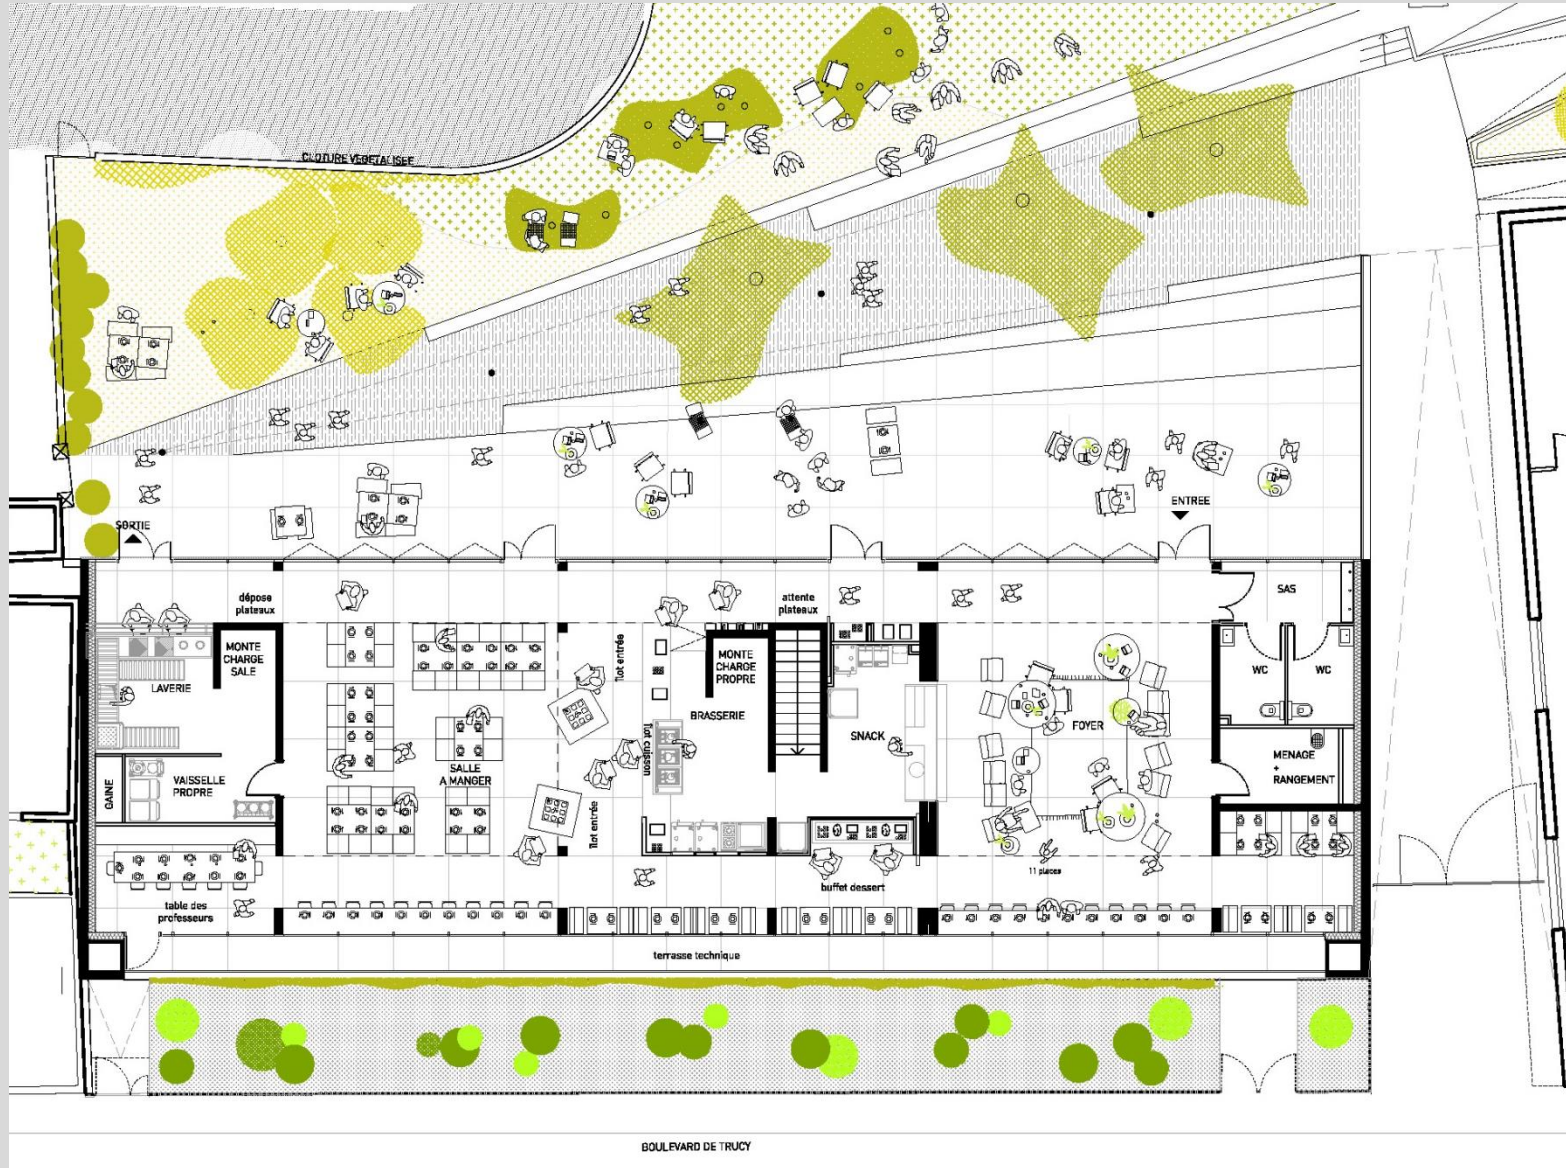 CLOTURE VEGETALISEE
ENTREE
SORTIE
dépose
plateaux
attente
plateaux
SAS
MONTE
CHARGE
SALE
MONTE
CHARGE
PROPRE
îlot entrée
WC
WC
LAVERIE
BRASSERIE
FOYER
SNACK
îlot cuisson
SALLE
A MANGER
MENAGE
+
RANGEMENT
GAINE
VAISSELLE
PROPRE
îlot entrée
11 places
buffet dessert
table des
professeurs
terrasse technique
BOULEVARD DE TRUCY